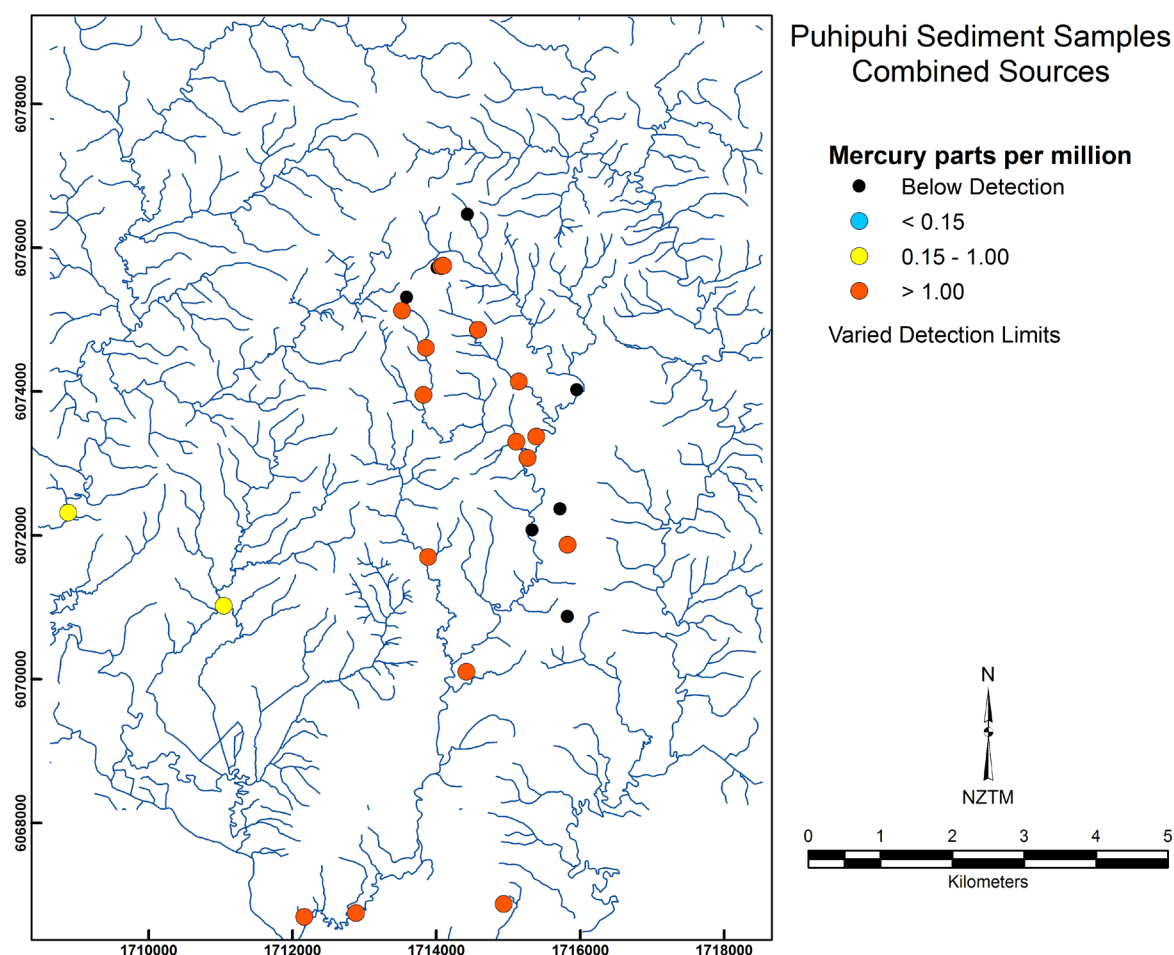 Puhipuhi Sediment Samples
Combined Sources
Mercury parts per million
Below Detection
< 0.15
0.15 - 1.00
> 1.00
Varied Detection Limits
6078000
6076000
6074000
6072000
6070000
6068000
1710000
1712000
1714000
1716000
1718000
N
NZTM
0 1 2 3 4 5
Kilometers